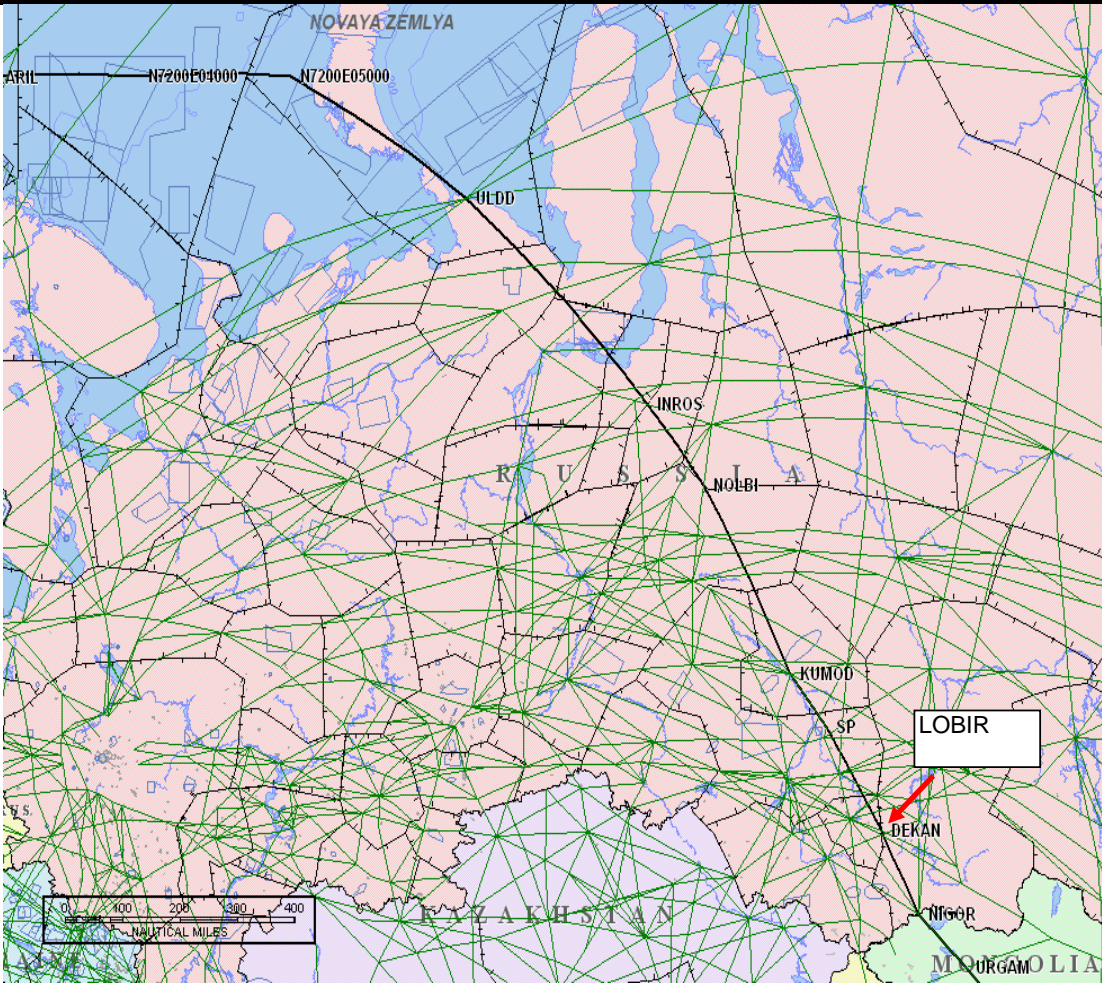 NOVAYA ZEMLYA
ARIL
N7200E04000
N7200E05000
ULDD
INROS
RUSSIA
NOLBI
KUMOD
SP
LOBIR
DEKAN
0 100 200 300 400
NAUTICAL MILES
KAZAKHSTAN
NIGOR
MONGOLIA
URGAM